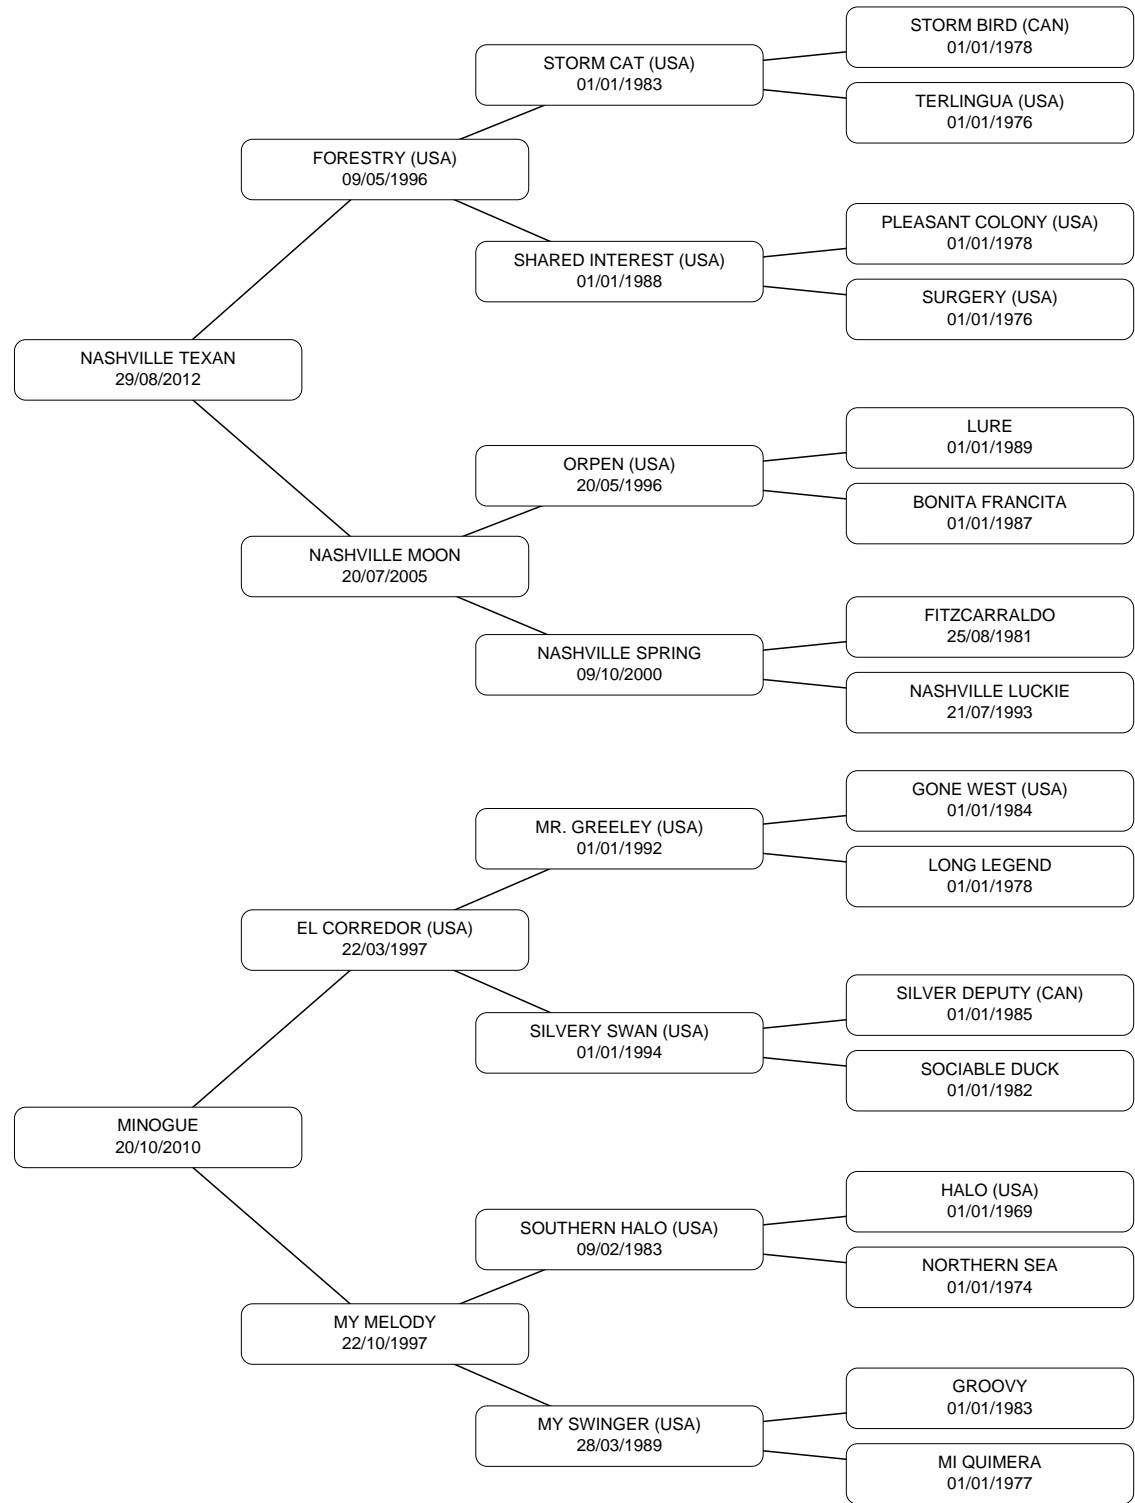 STORM BIRD (CAN)
01/01/1978
STORM CAT (USA)
01/01/1983
TERLINGUA (USA)
01/01/1976
FORESTRY (USA)
09/05/1996
PLEASANT COLONY (USA)
01/01/1978
SHARED INTEREST (USA)
01/01/1988
SURGERY (USA)
01/01/1976
NASHVILLE TEXAN
29/08/2012
LURE
01/01/1989
ORPEN (USA)
20/05/1996
BONITA FRANCITA
01/01/1987
NASHVILLE MOON
20/07/2005
FITZCARRALDO
25/08/1981
NASHVILLE SPRING
09/10/2000
NASHVILLE LUCKIE
21/07/1993
GONE WEST (USA)
01/01/1984
MR. GREELEY (USA)
01/01/1992
LONG LEGEND
01/01/1978
EL CORREDOR (USA)
22/03/1997
SILVER DEPUTY (CAN)
01/01/1985
SILVERY SWAN (USA)
01/01/1994
SOCIABLE DUCK
01/01/1982
MINOGUE
20/10/2010
HALO (USA)
01/01/1969
SOUTHERN HALO (USA)
09/02/1983
NORTHERN SEA
01/01/1974
MY MELODY
22/10/1997
GROOVY
01/01/1983
MY SWINGER (USA)
28/03/1989
MI QUIMERA
01/01/1977